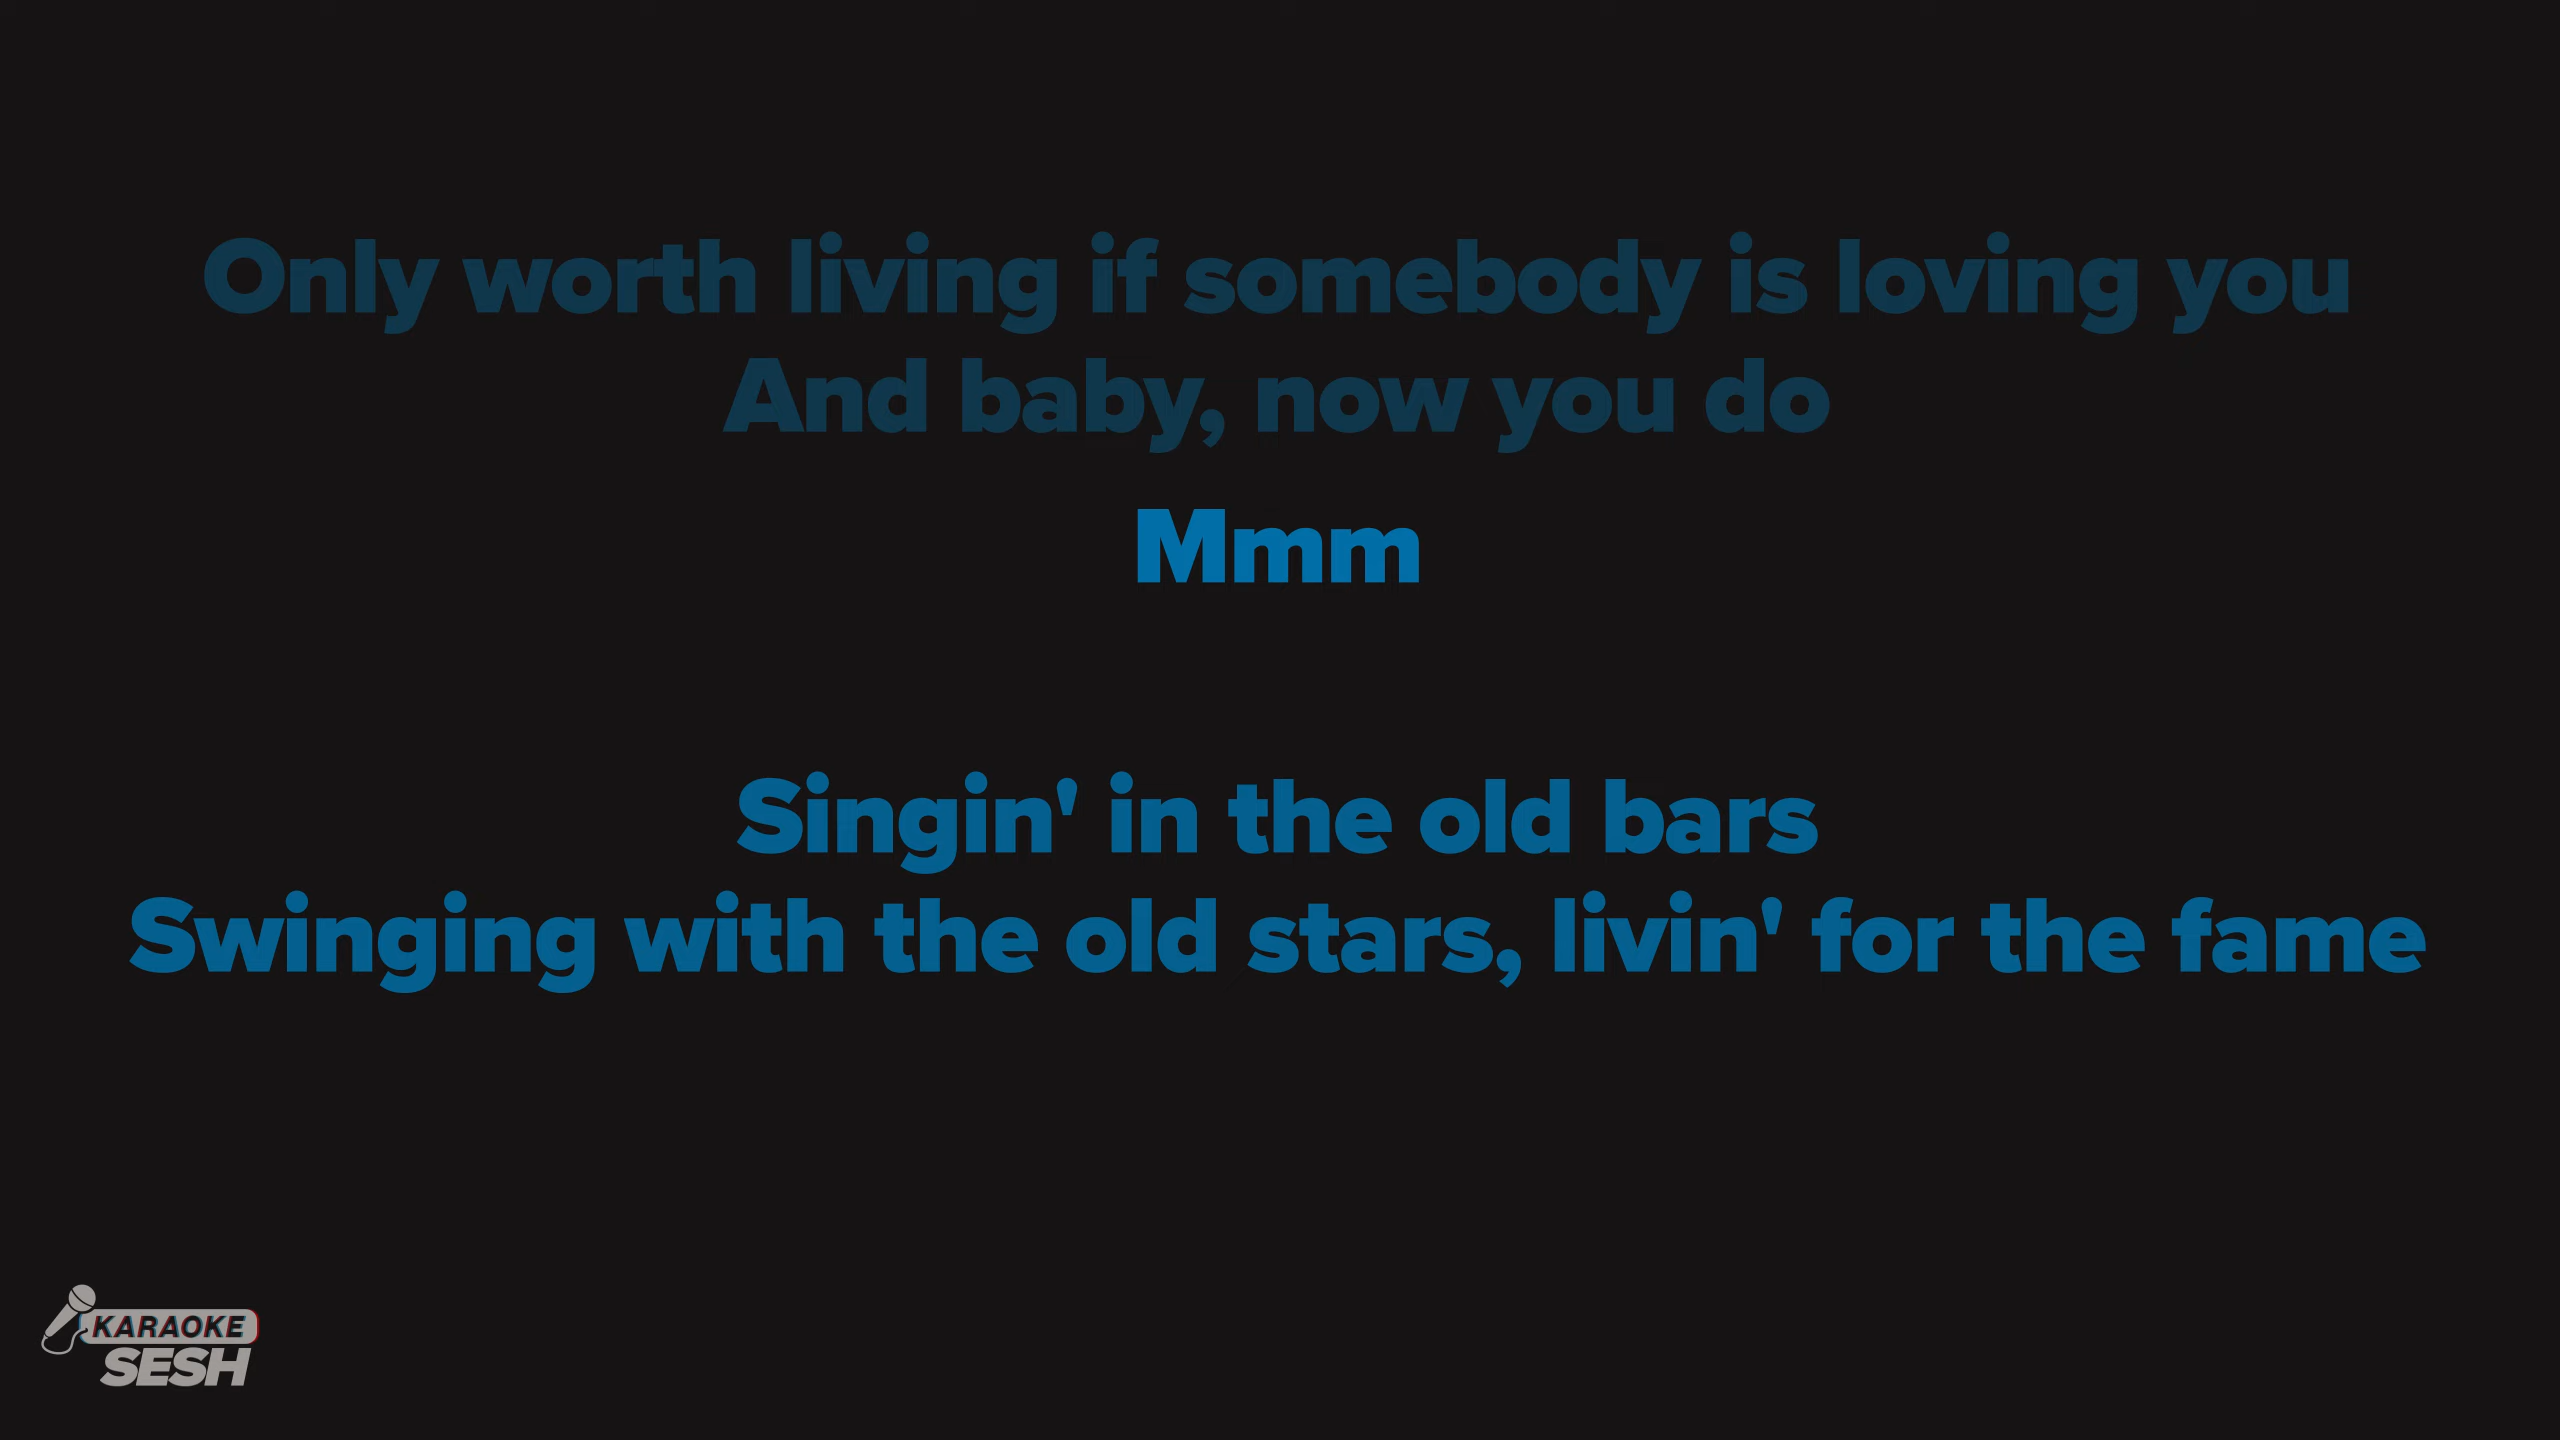 Only worth living if somebody is loving you
And baby, now you do
Mmm
Singin' in the old bars
Swinging with the old stars, livin' for the fame
KARAOKE
SESH